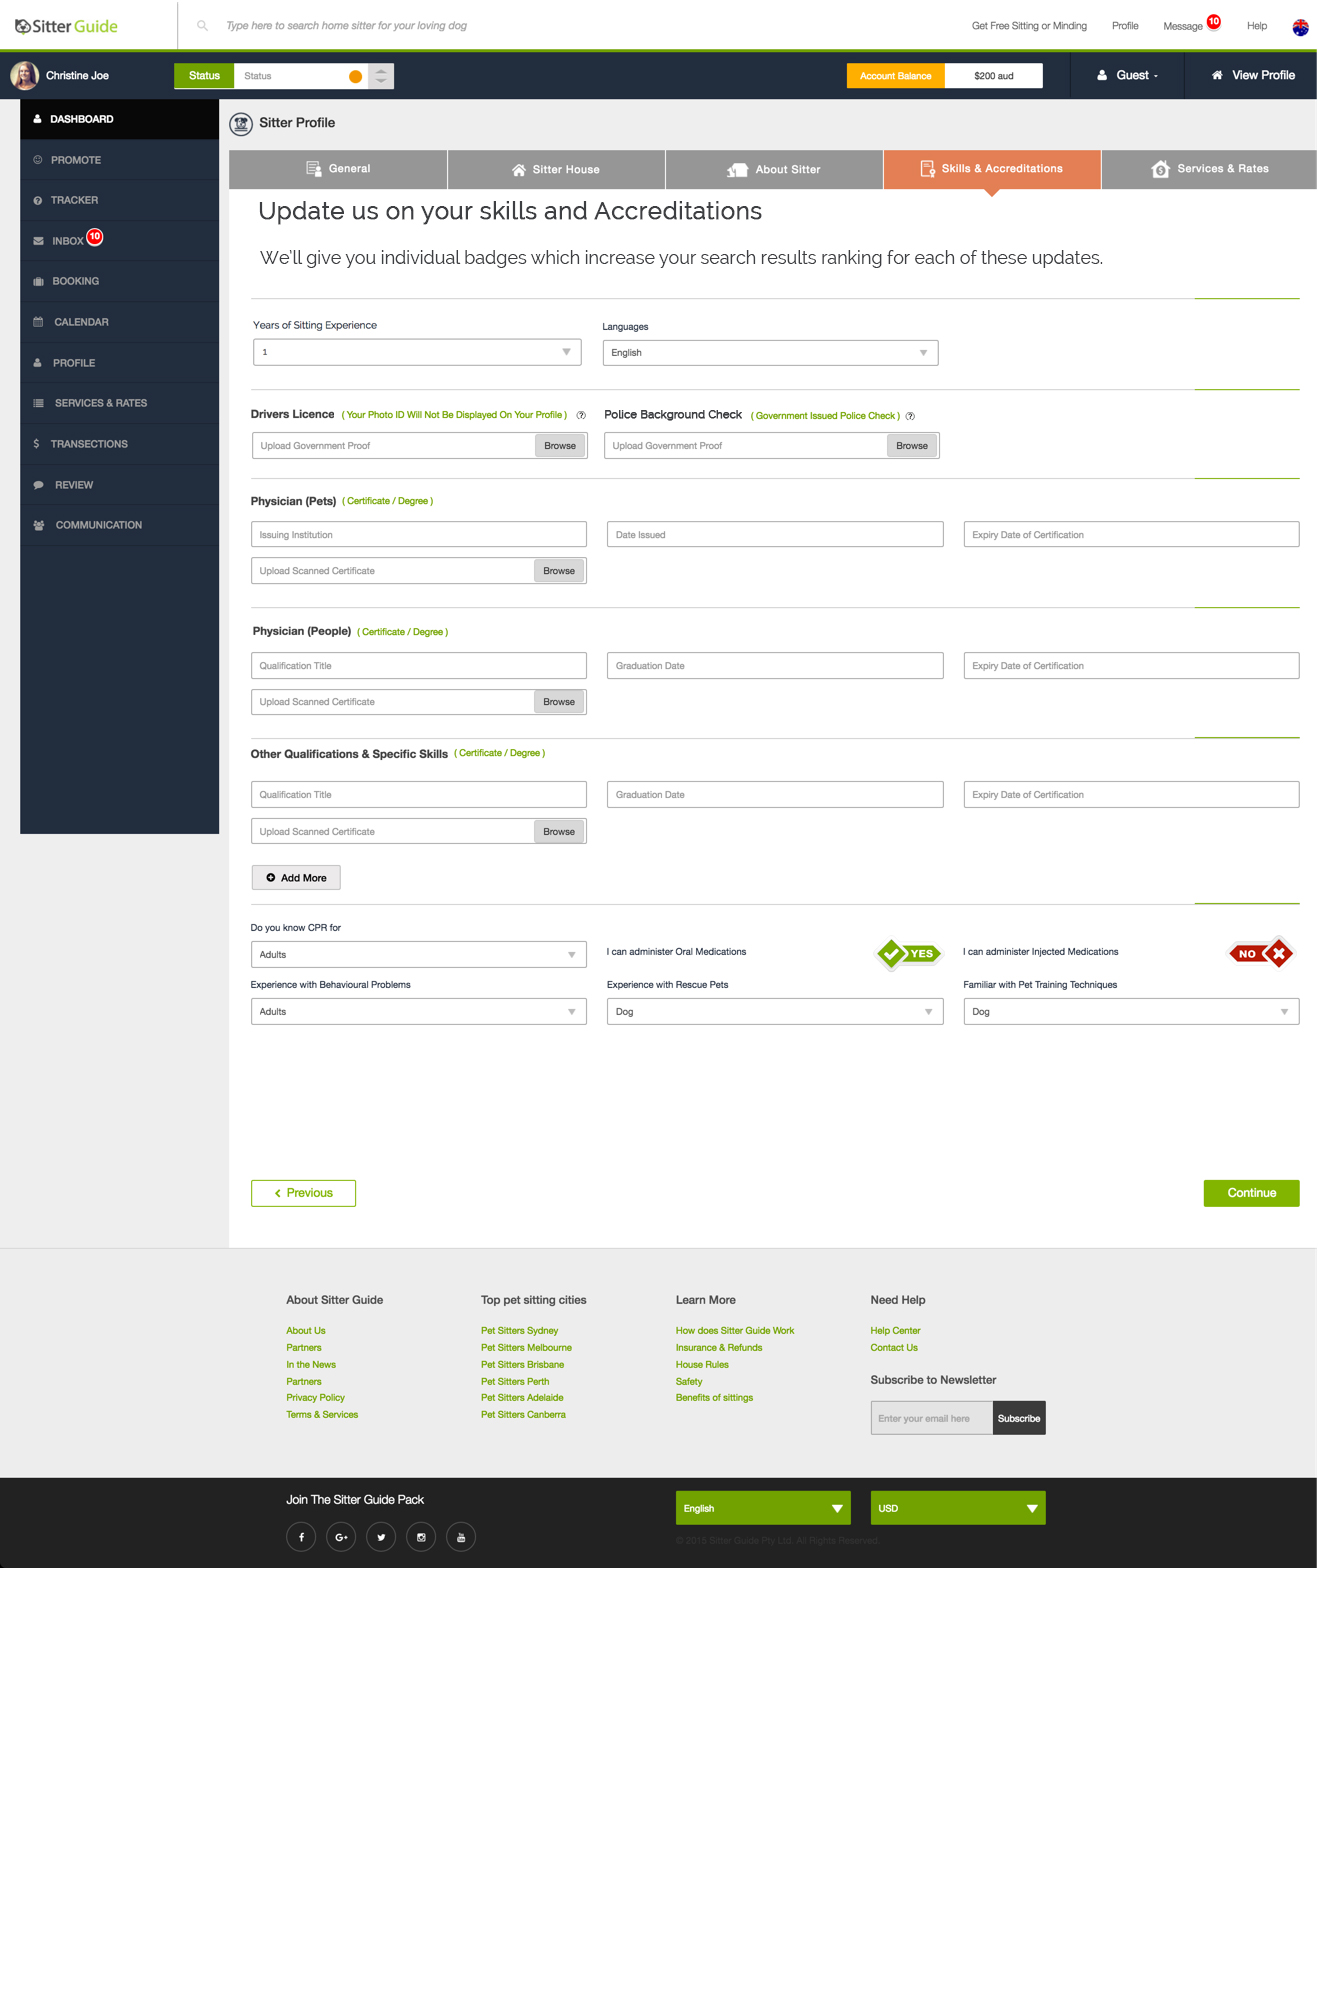 Sitter Guide
Type here to search home sitter for your loving dog
Get Free Sitting or Minding
Profile
Message
10
Help
Christine Joe
Status
Status
Account Balance
$200 aud
Guest
View Profile
DASHBOARD
PROMOTE
TRACKER
INBOX
10
BOOKING
CALENDAR
PROFILE
SERVICES & RATES
TRANSECTIONS
REVIEW
COMMUNICATION
Sitter Profile
General
Sitter House
About Sitter
Skills & Accreditations
Services & Rates
Update us on your skills and Accreditations
We'll give you individual badges which increase your search results ranking for each of these updates.
Years of Sitting Experience
Languages
1
English
Drivers Licence ( Your Photo ID Will Not Be Displayed On Your Profile )
Police Background Check ( Government Issued Police Check )
Upload Government Proof
Browse
Upload Government Proof
Browse
Physician (Pets) ( Certificate / Degree )
Issuing Institution
Date Issued
Expiry Date of Certification
Upload Scanned Certificate
Browse
Physician (People) ( Certificate / Degree )
Qualification Title
Graduation Date
Expiry Date of Certification
Upload Scanned Certificate
Browse
Other Qualifications & Specific Skills ( Certificate / Degree )
Qualification Title
Graduation Date
Expiry Date of Certification
Upload Scanned Certificate
Browse
Add More
Do you know CPR for
Adults
I can administer Oral Medications
YES
I can administer Injected Medications
NO
Experience with Behavioural Problems
Experience with Rescue Pets
Familiar with Pet Training Techniques
Adults
Dog
Dog
Previous
Continue
About Sitter Guide
About Us
Partners
In the News
Partners
Privacy Policy
Terms & Services
Top pet sitting cities
Pet Sitters Sydney
Pet Sitters Melbourne
Pet Sitters Brisbane
Pet Sitters Perth
Pet Sitters Adelaide
Pet Sitters Canberra
Learn More
How does Sitter Guide Work
Insurance & Refunds
House Rules
Safety
Benefits of sittings
Need Help
Help Center
Contact Us
Subscribe to Newsletter
Enter your email here
Subscribe
Join The Sitter Guide Pack
English
USD
© 2016 Sitter Guide Pty Ltd. All Rights Reserved.